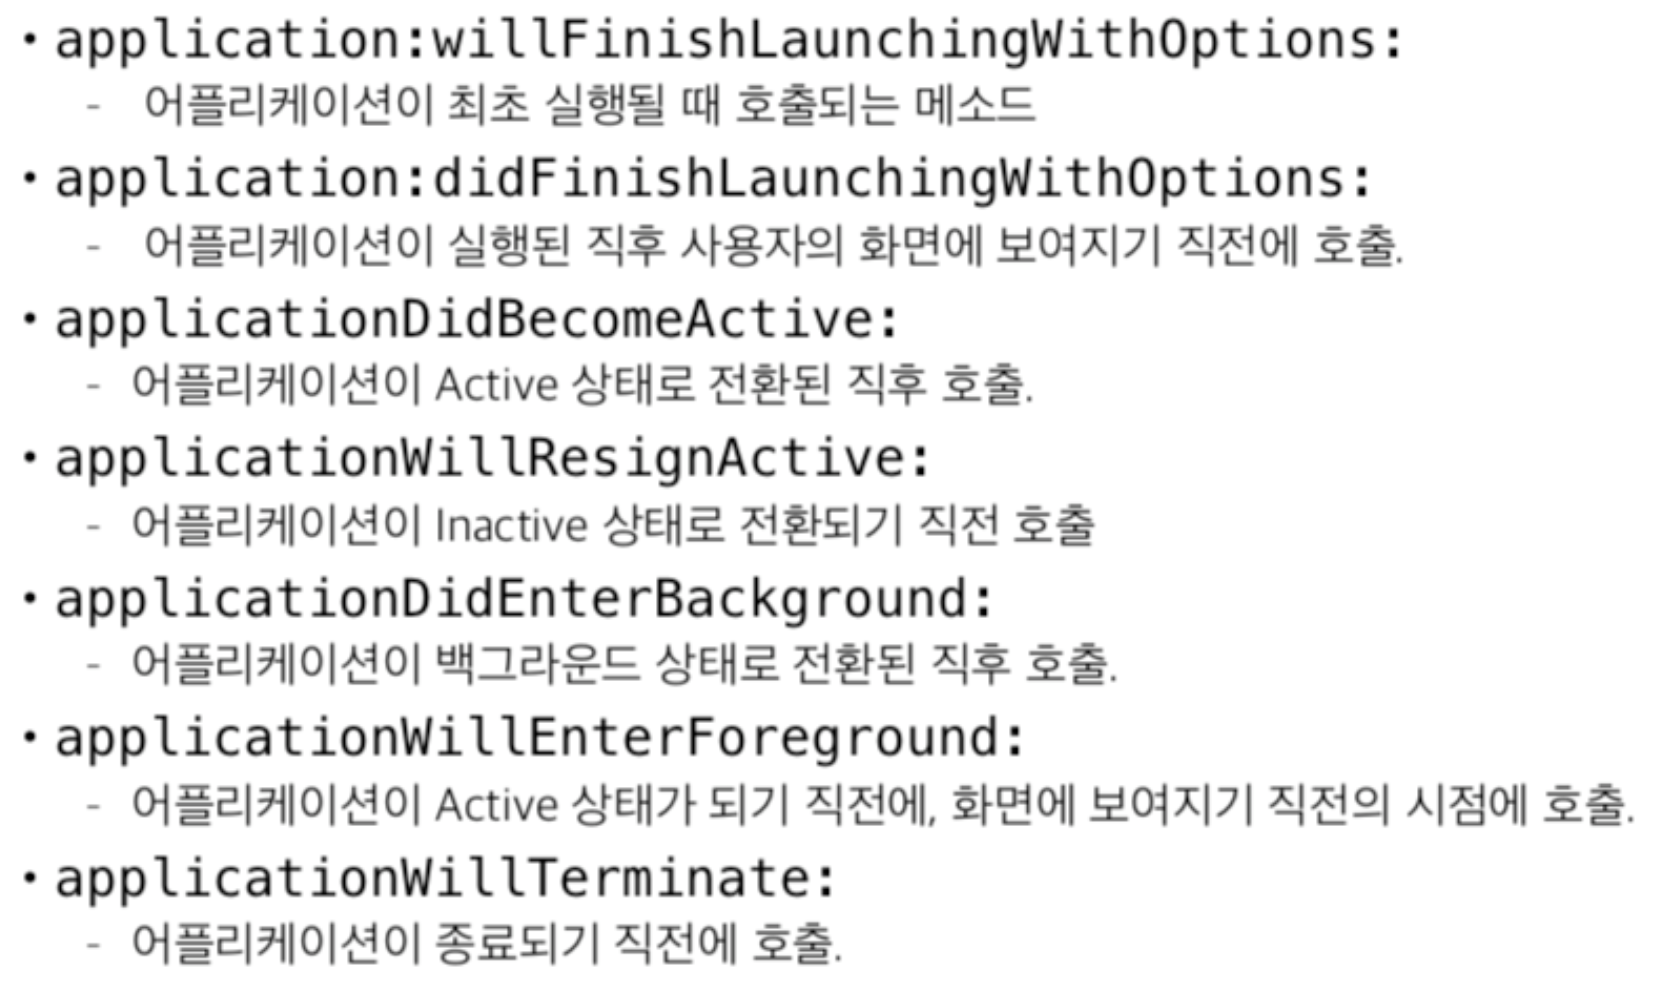 • application:willFinishLaunchingWithOptions:
- 어플리케이션이 최초 실행될 때 호출되는 메소드
• application:didFinishLaunchingWithOptions:
- 어플리케이션이 실행된 직후 사용자의 화면에 보여지기 직전에 호출.
• applicationDidBecomeActive:
- 어플리케이션이 Active 상태로 전환된 직후 호출.
• applicationWillResignActive:
- 어플리케이션이 Inactive 상태로 전환되기 직전 호출
• applicationDidEnterBackground:
- 어플리케이션이 백그라운드 상태로 전환된 직후 호출.
• applicationWillEnterForeground:
- 어플리케이션이 Active 상태가 되기 직전에, 화면에 보여지기 직전의 시점에 호출.
• applicationWillTerminate:
- 어플리케이션이 종료되기 직전에 호출.